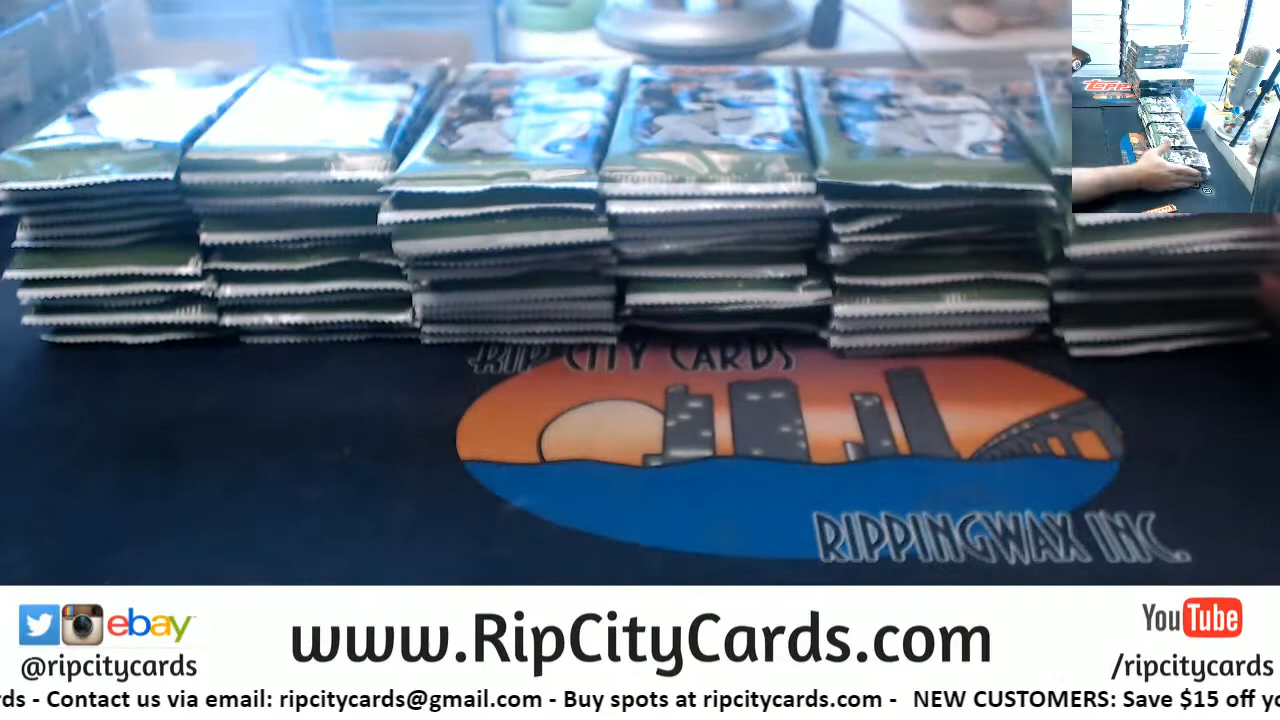 RIP CITY CARDS
RIPPINGWAX INC.
topps
ebay
@ripcitycards
www.RipCityCards.com
YouTube
/ripcitycards
rds - Contact us via email: ripcitycards@gmail.com - Buy spots at ripcitycards.com - NEW CUSTOMERS: Save $15 off yo